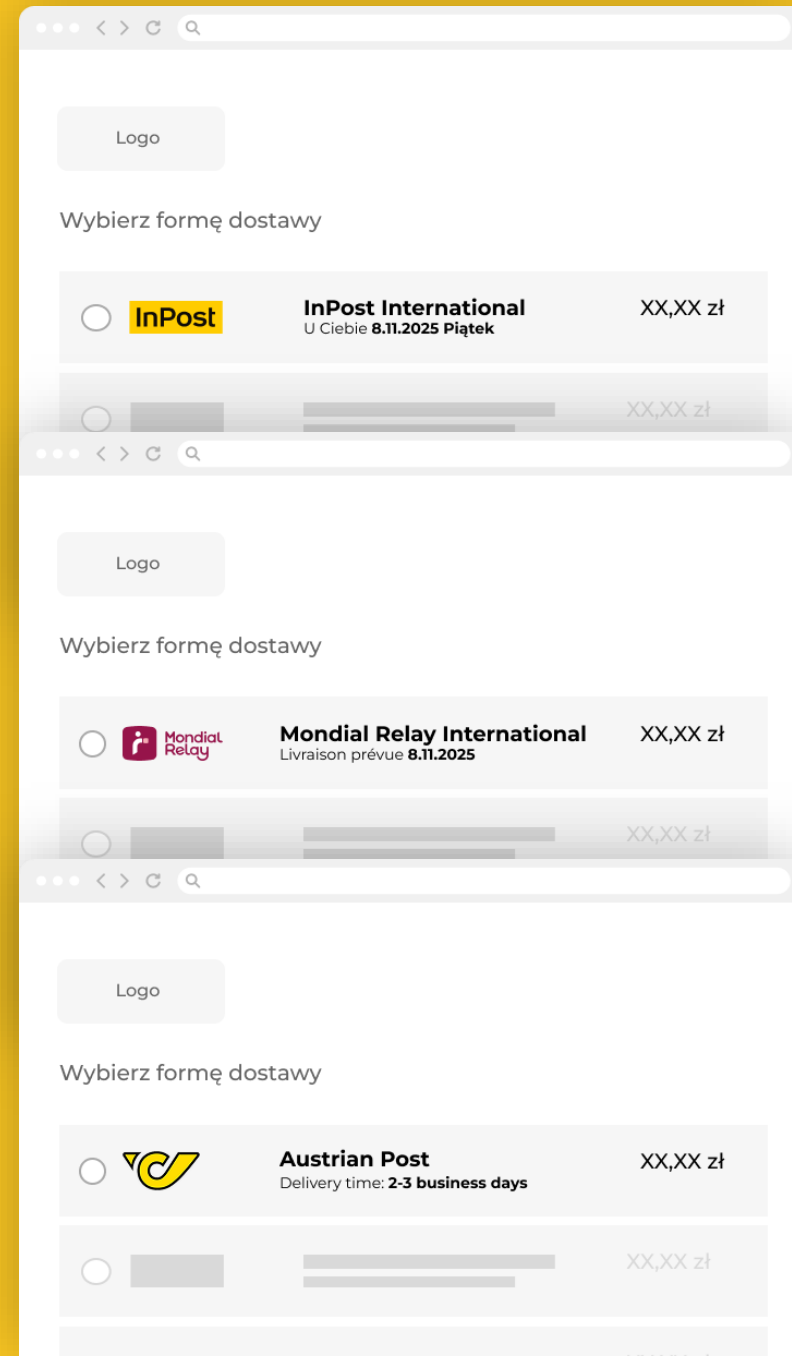 Logo
Wybierz formę dostawy
InPost
InPost International
XX,XX zł
U Ciebie 8.11.2025 Piątek
XX,XX zł
Logo
Wybierz formę dostawy
Mondial
Relay
Mondial Relay International
XX,XX zł
Livraison prévue 8.11.2025
XX,XX zł
Logo
Wybierz formę dostawy
Austrian Post
XX,XX zł
Delivery time: 2-3 business days
XX,XX zł